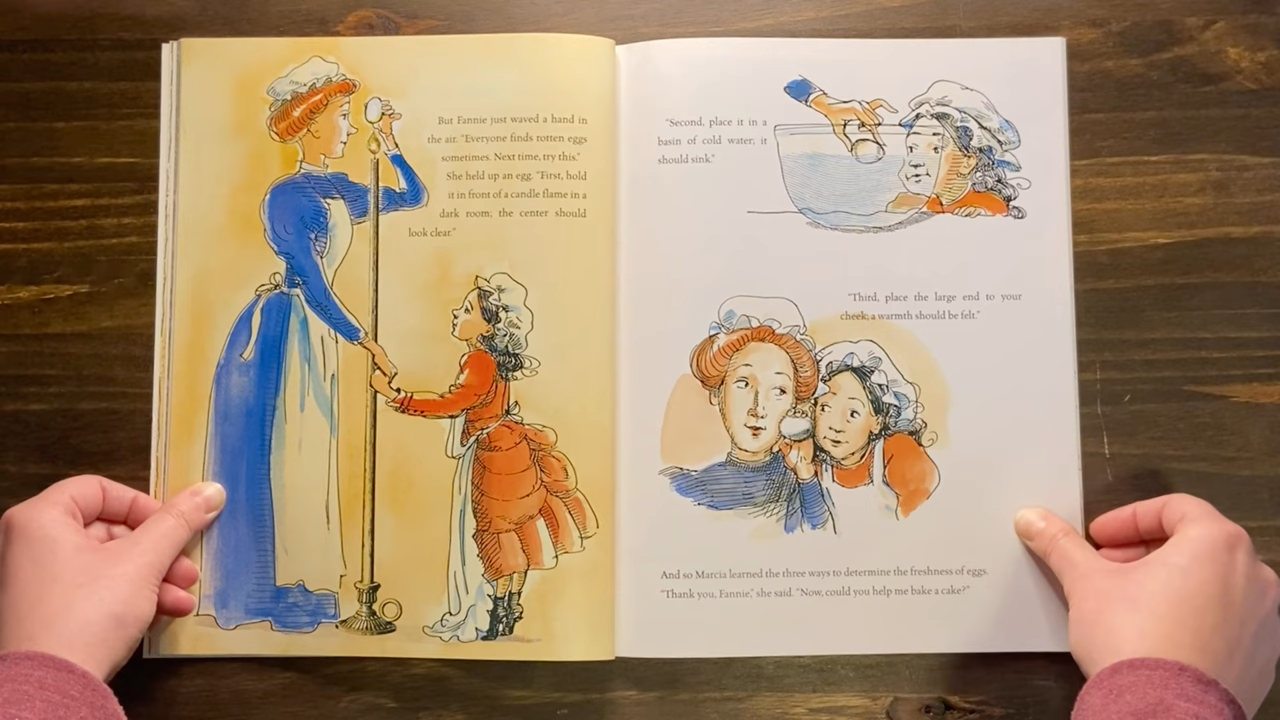 But Fannie just waved a hand in
the air. "Everyone finds rotten eggs
sometimes. Next time, try this."
She held up an egg. "First, hold
it in front of a candle flame in a
dark room; the center should
look clear."
"Second, place it in a
basin of cold water; it
should sink."
"Third, place the large end to your
cheek; a warmth should be felt."
And so Marcia learned the three ways to determine the freshness of eggs.
"Thank you, Fannie," she said. "Now, could you help me bake a cake?"